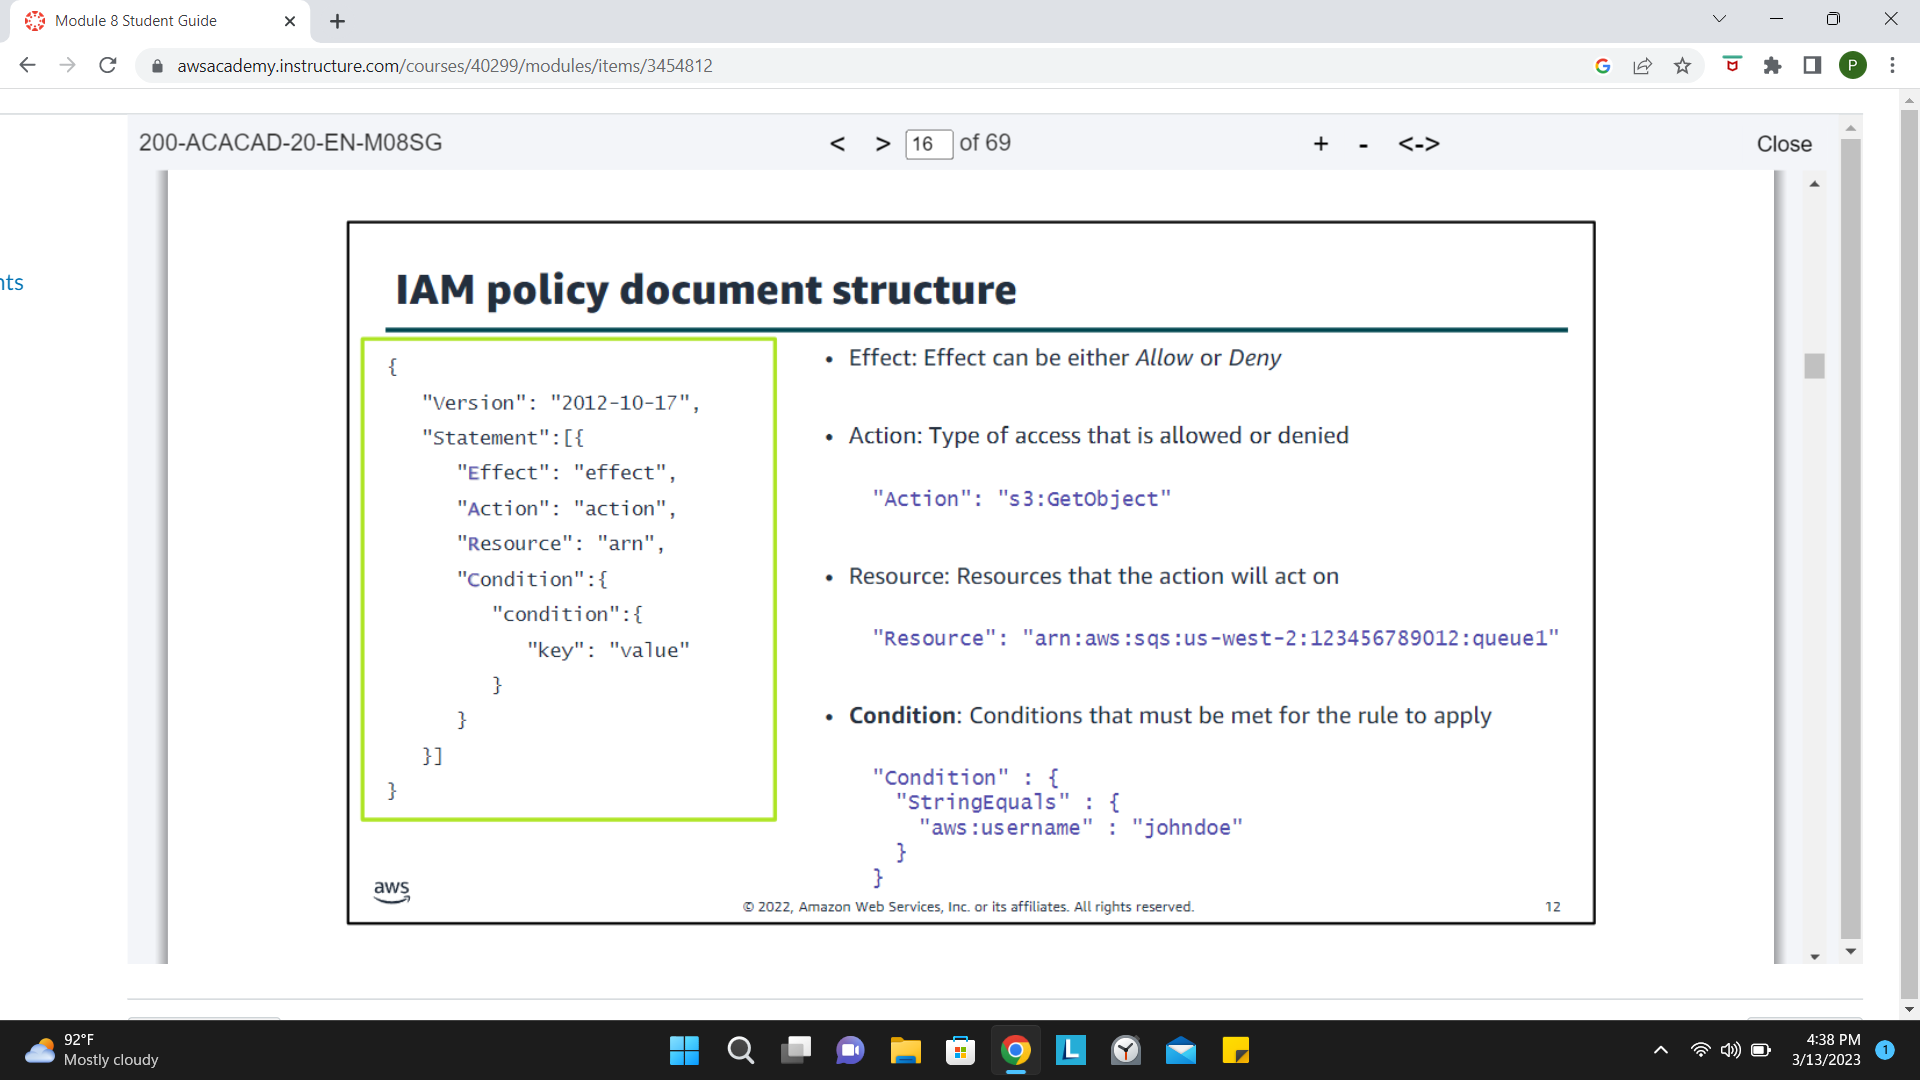 Module 8 Student Guide
awsacademy.instructure.com/courses/40299/modules/items/3454812
P
200-ACACAD-20-EN-M08SG
< > 16 of 69
+ - <->
Close
nts
IAM policy document structure
{
"Version": "2012-10-17",
"Statement":[{
"Effect": "effect",
"Action": "action",
"Resource": "arn",
"Condition":{
"condition":{
"key": "value"
}
}
}]
}
• Effect: Effect can be either Allow or Deny
• Action: Type of access that is allowed or denied
"Action": "s3:GetObject"
• Resource: Resources that the action will act on
"Resource": "arn:aws:sqs:us-west-2:123456789012:queue1"
• Condition: Conditions that must be met for the rule to apply
"Condition" : {
"StringEquals" : {
"aws:username" : "johndoe"
}
}
aws
© 2022, Amazon Web Services, Inc. or its affiliates. All rights reserved.
12
92°F
Mostly cloudy
L
4:38 PM
3/13/2023
1